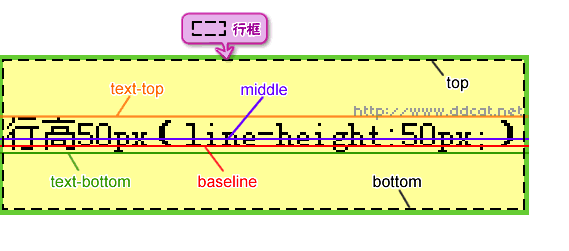 行框
top
text-top
middle
http://www.ddcat.net
行高50px(line-height:50px;)
text-bottom
baseline
bottom